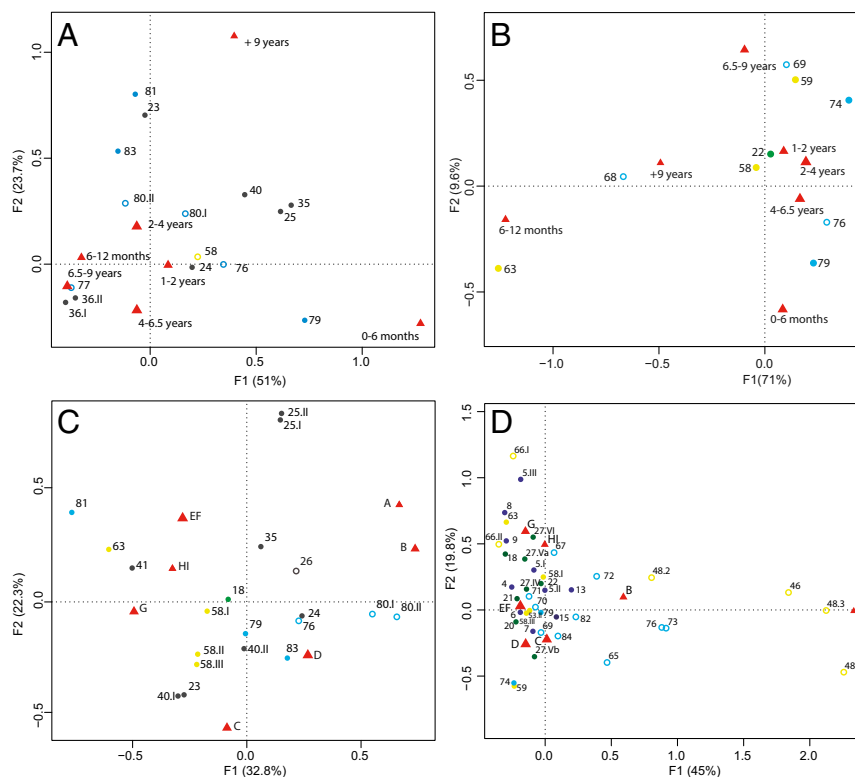 A
+ 9 years
1.0
81
23
83
0.5
40
35
25
80.II
80.I
2-4 years
58
6-12 months
0.0
24
76
1-2 years
6.5-9 years
77
36.II
36.I
4-6.5 years
79
0-6 months
F2 (23.7%)
0.0
0.5
1.0
F1 (51%)
B
6.5-9 years
69
59
0.5
74
22
1-2 years
58
2-4 years
+9 years
68
0.0
4-6.5 years
6-12 months
76
63
79
-0.5
0-6 months
F2 (9.6%)
-1.0
-0.5
0.0
F1(71%)
C
25.II
25.I
0.5
81
EF
A
63
35
B
41
HI
26
18
0.0
G
58.I
24
80.I
80.II
76
79
58.II
40.II
83
D
58.III
40.I
23
-0.5
C
F2 (22.3%)
-0.5
0.0
0.5
F1 (32.8%)
D
1.5
66.I
5.III
1.0
8
63
G
27.VI
HI
66.II
9
0.5
27.Va
67
18
5.I
58.I
72
48.2
4
27.IV
22
5.II
13
B
46
21
71
EF
70
0.0
6
53.II
79
15
82
48.3
20
58.III
7
69
84
76
73
D
C
27.Vb
65
48
-0.5
74
59
-1.0
F2 (19.8%)
0.0
0.5
1.0
1.5
2.0
F1 (45%)